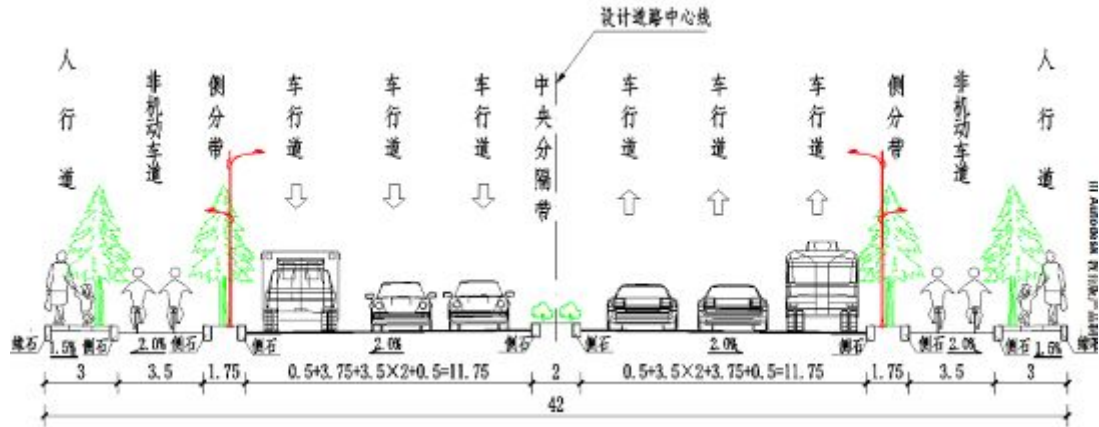 设计道路中心线
人行道
非机动车道
侧分带
车行道
车行道
车行道
中央分隔带
车行道
车行道
车行道
侧分带
非机动车道
人行道
缘石
1.5%
侧石
2.0%
侧石
侧石
2.0%
侧石
侧石
2.0%
侧石
侧石
2.0%
侧石
1.5%
缘石
3
3.5
1.75
0.5+3.75+3.5×2+0.5=11.75
2
0.5+3.5×2+3.75+0.5=11.75
1.75
3.5
3
42
Autodesk